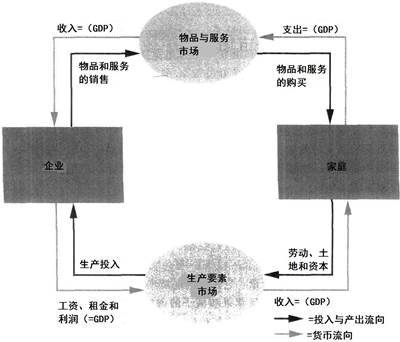 收入=（GDP）
支出=（GDP）
物品与服务
市场
物品和服务
的销售
物品和服务
的购买
企业
家庭
生产投入
劳动、土
地和资本
生产要素
市场
工资、租金和
利润（=GDP）
收入=（GDP）
=投入与产出流向
=货币流向